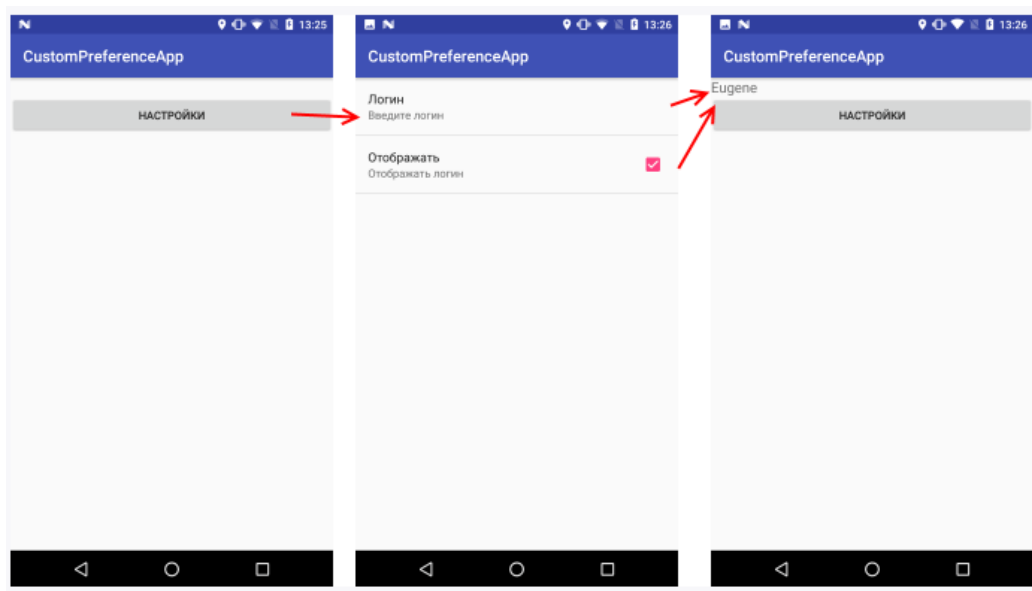 13:25
CustomPreferenceApp
НАСТРОЙКИ
13:26
CustomPreferenceApp
Логин
Введите логин
Отображать
Отображать логин
13:26
CustomPreferenceApp
Eugene
НАСТРОЙКИ